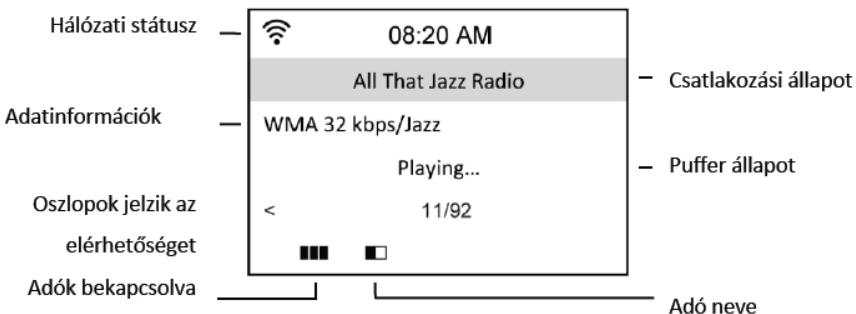 Hálózati státusz
08:20 AM
All That Jazz Radio
Csatlakozási állapot
Adatinformációk
WMA 32 kbps/Jazz
Playing...
Puffer állapot
Oszlopok jelzik az
elérhetőséget
< 11/92
Adók bekapcsolva
Adó neve